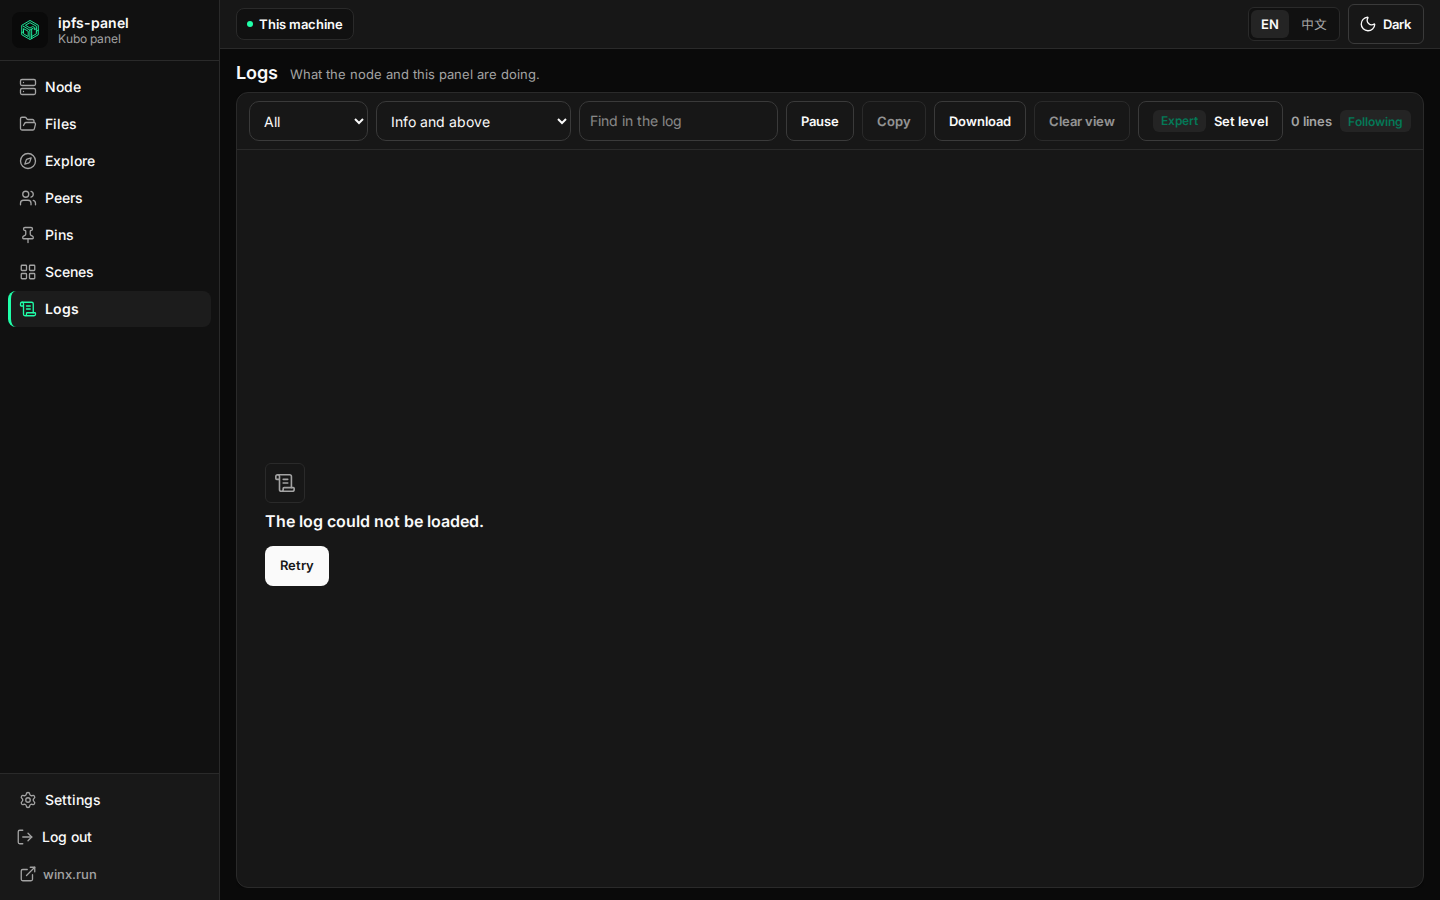 ipfs-panel
Kubo panel
This machine
EN 中文 Dark
Node
Files
Explore
Peers
Pins
Scenes
Logs
Settings
Log out
winx.run
Logs What the node and this panel are doing.
All Info and above Find in the log Pause Copy Download Clear view Expert Set level 0 lines Following
The log could not be loaded.
Retry